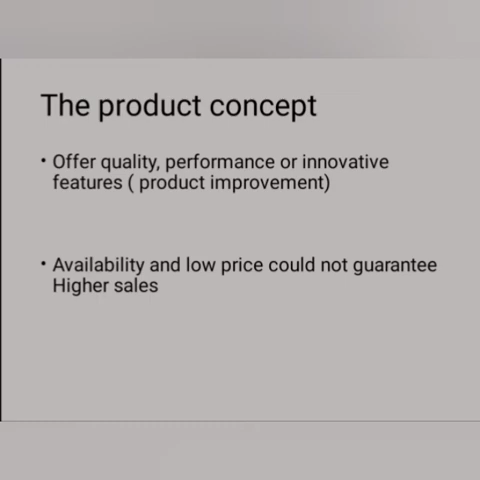 The product concept
• Offer quality, performance or innovative
features ( product improvement)
• Availability and low price could not guarantee
Higher sales